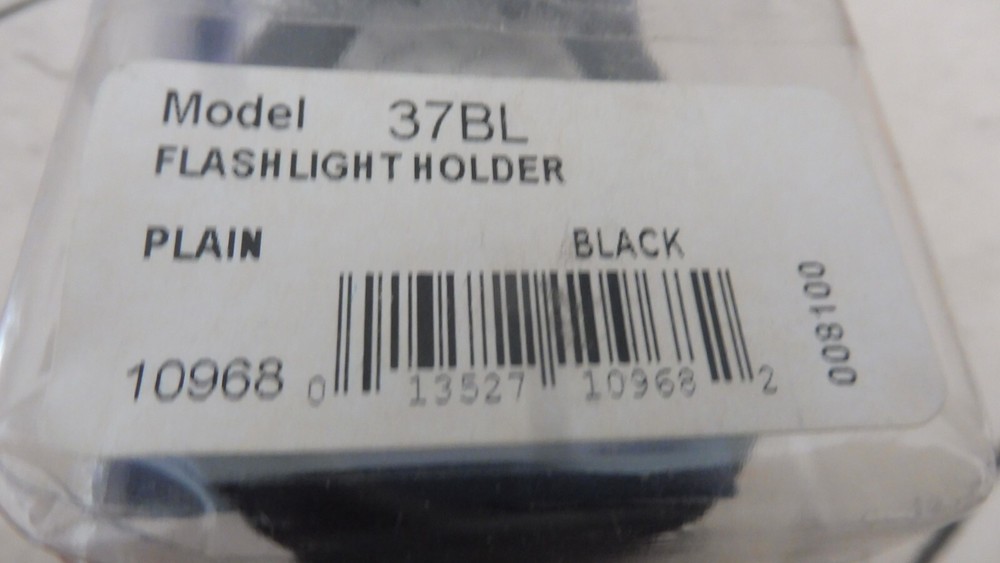 Model 37BL
FLASHLIGHT HOLDER
PLAIN BLACK
10968
0 13527 10968 2
008100